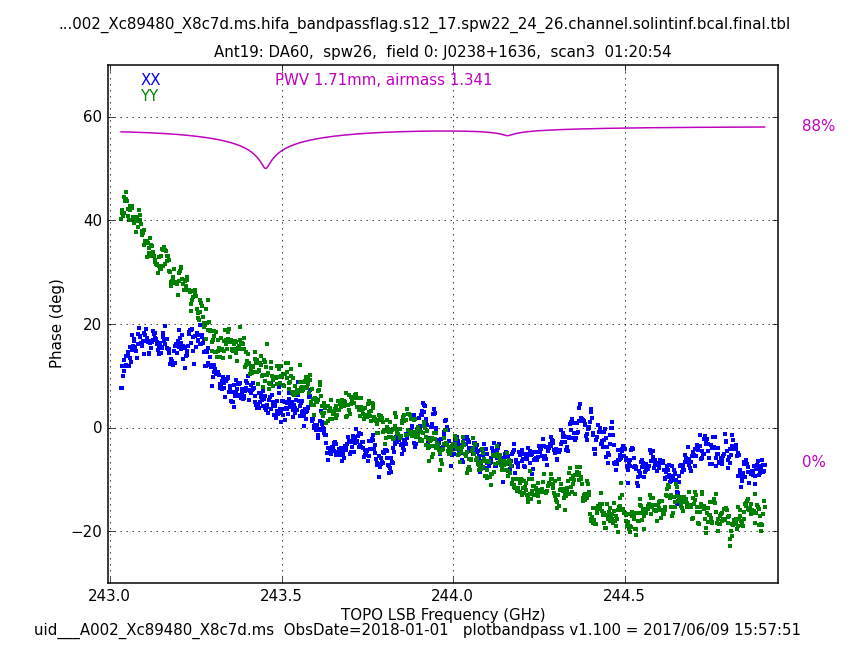 ...002_Xc89480_X8c7d.ms.hifa_bandpassflag.s12_17.spw22_24_26.channel.solintinf.bcal.final.tbl
Ant19: DA60,  spw26,  field 0: J0238+1636,  scan3  01:20:54
XX
PWV 1.71mm, airmass 1.341
YY
60
88%
40
20
Phase (deg)
0
0%
−20
243.0
243.5
244.0
244.5
TOPO LSB Frequency (GHz)
uid___A002_Xc89480_X8c7d.ms  ObsDate=2018-01-01   plotbandpass v1.100 = 2017/06/09 15:57:51